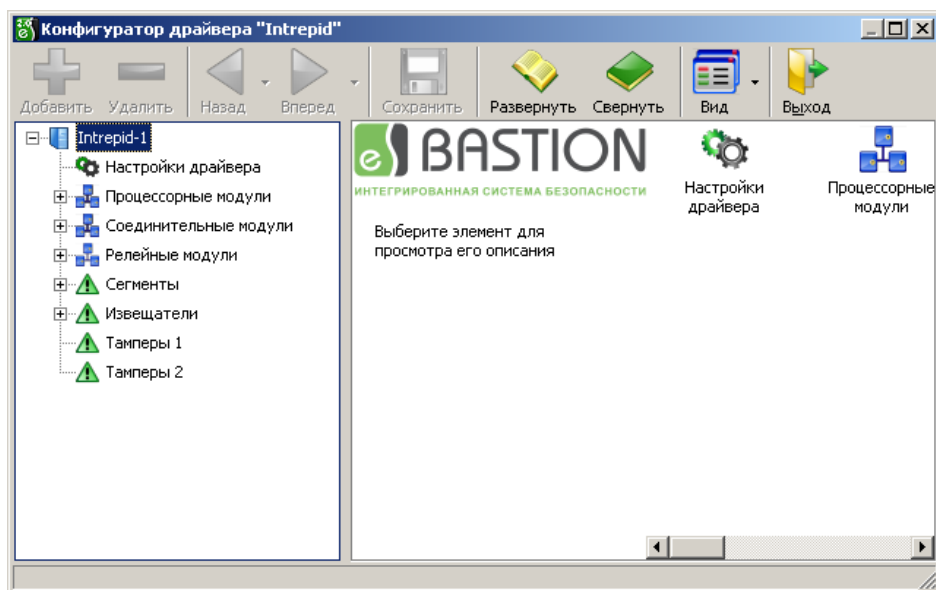 Конфигуратор драйвера "Intrepid"
Добавить Удалить Назад Вперед Сохранить Развернуть Свернуть Вид Выход
Intrepid-1
Настройки драйвера
Процессорные модули
Соединительные модули
Релейные модули
Сегменты
Извещатели
Тамперы 1
Тамперы 2
eS BASTION
ИНТЕГРИРОВАННАЯ СИСТЕМА БЕЗОПАСНОСТИ
Выберите элемент для
просмотра его описания
Настройки
драйвера
Процессорные
модули